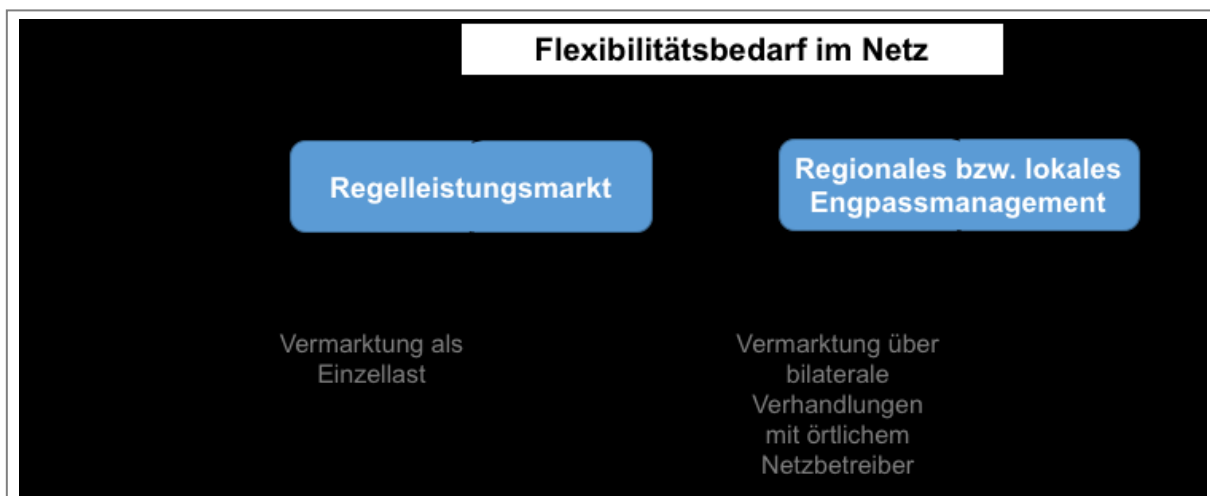 Flexibilitätsbedarf im Netz
Regelleistungsmarkt
Regionales bzw. lokales
Engpassmanagement
Vermarktung als
Einzellast
Vermarktung über
bilaterale
Verhandlungen
mit örtlichem
Netzbetreiber